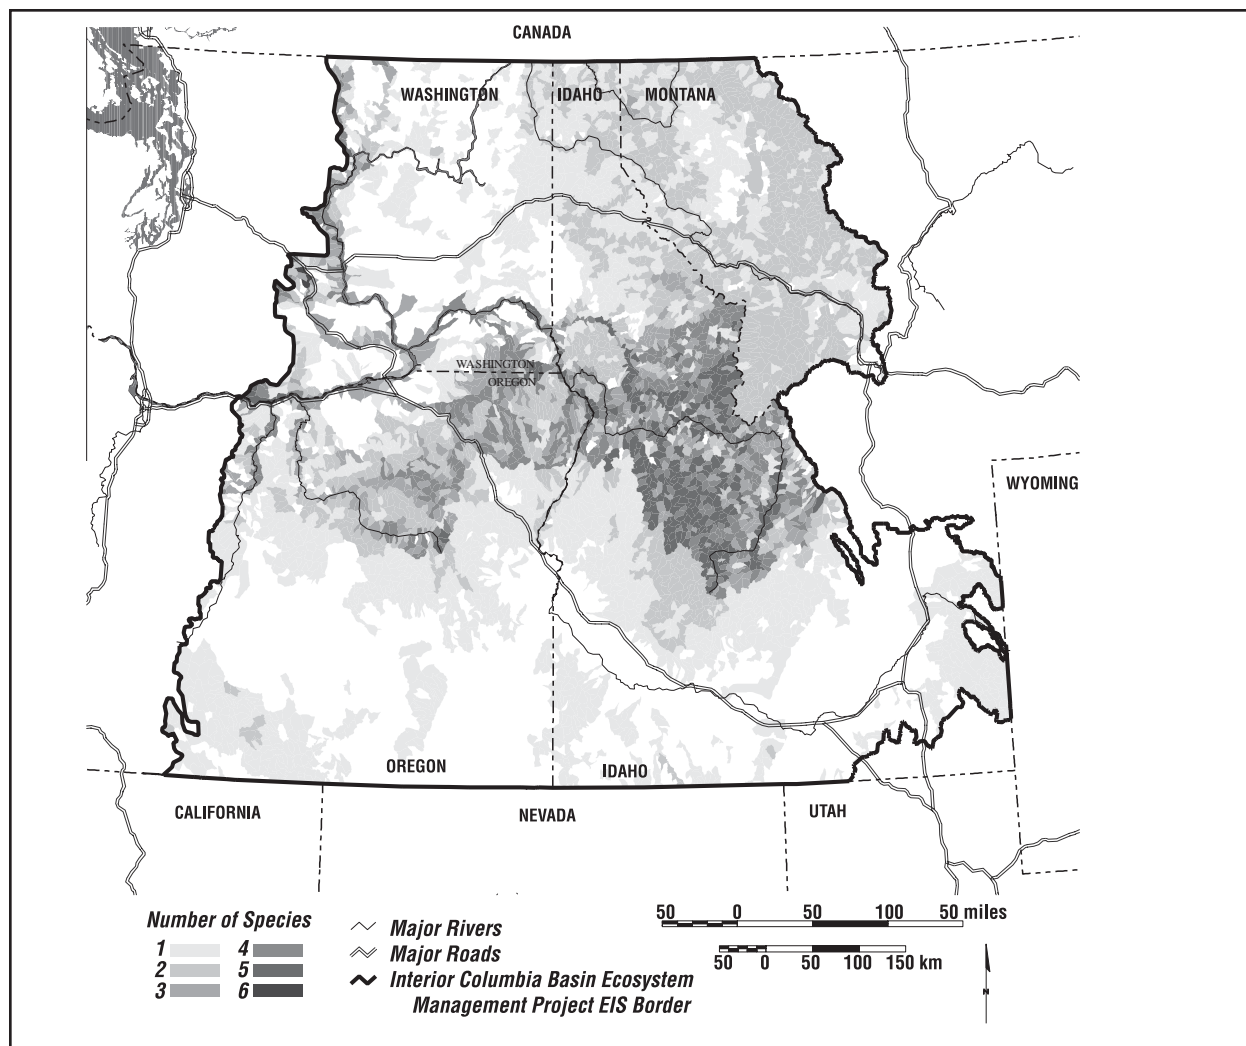 CANADA
WASHINGTON IDAHO MONTANA
WASHINGTON
OREGON
WYOMING
OREGON IDAHO
CALIFORNIA NEVADA UTAH
Number of Species
1 4
2 5
3 6
Major Rivers
Major Roads
Interior Columbia Basin Ecosystem
Management Project EIS Border
50 0 50 100 50 miles
50 0 50 100 150 km
N